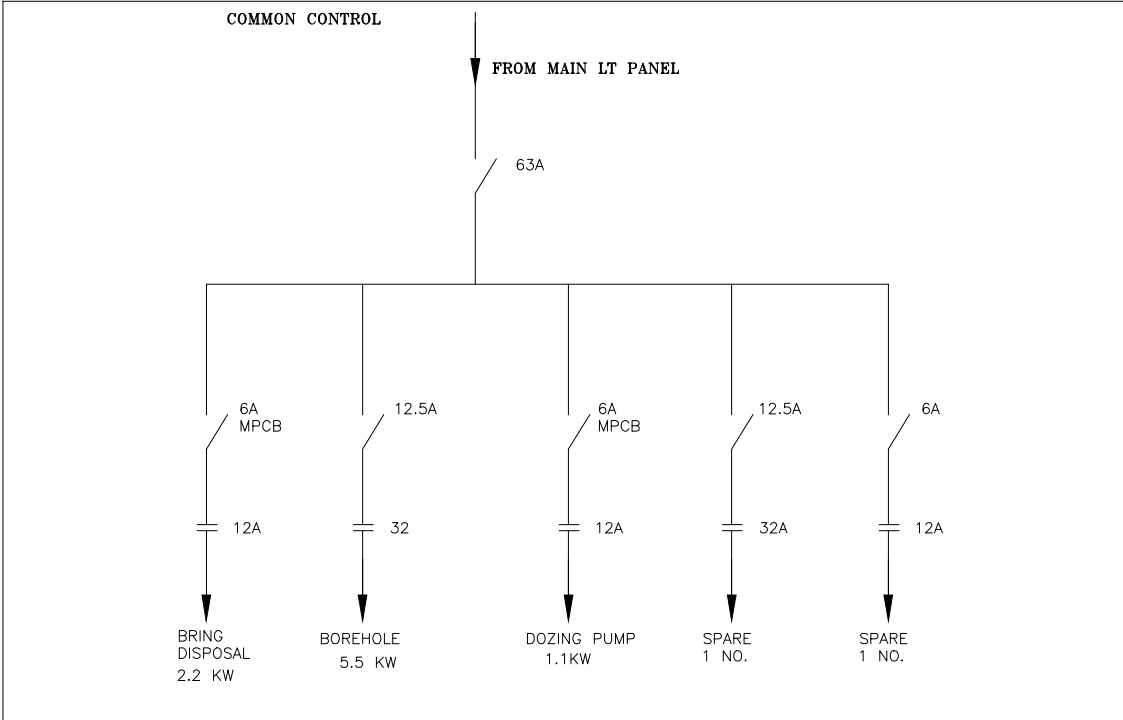 COMMON CONTROL
FROM MAIN LT PANEL
63A
6A
MPCB
12.5A
6A
MPCB
12.5A
6A
12A
32
12A
32A
12A
BRING
DISPOSAL
2.2 KW
BOREHOLE
5.5 KW
DOZING PUMP
1.1KW
SPARE
1 NO.
SPARE
1 NO.